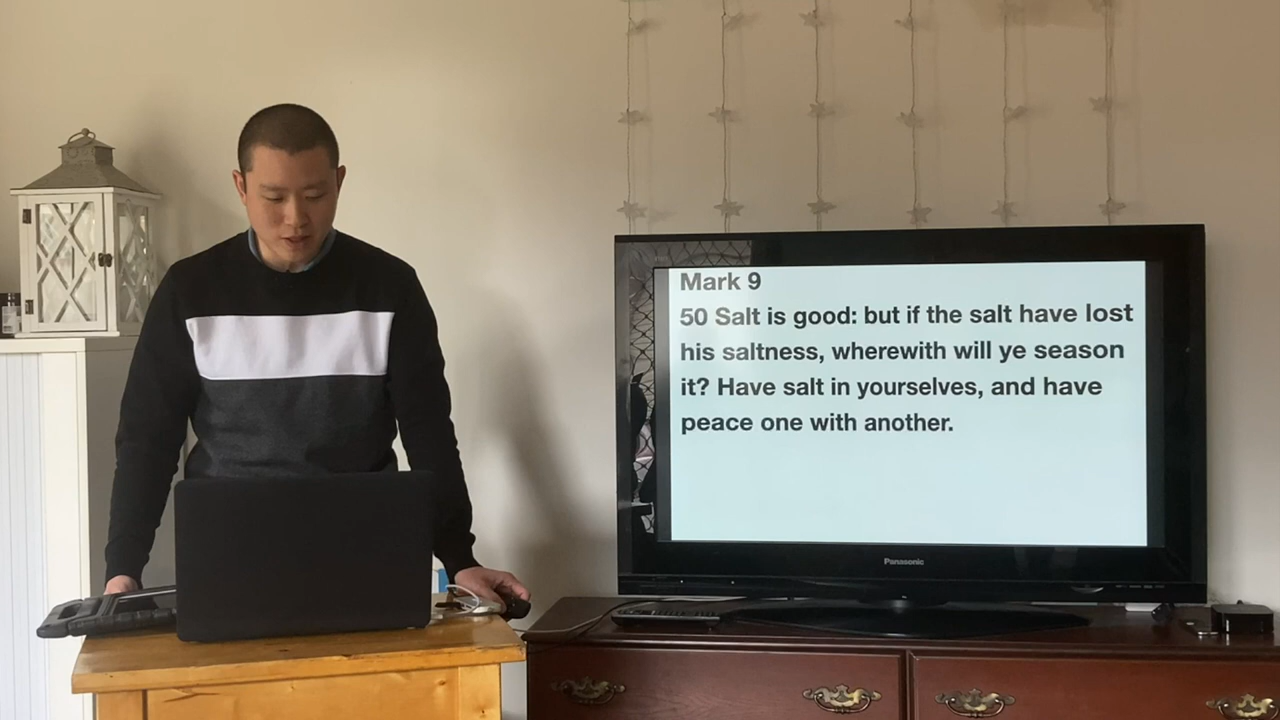 Mark 9
50 Salt is good: but if the salt have lost
his saltness, wherewith will ye season
it? Have salt in yourselves, and have
peace one with another.
Panasonic